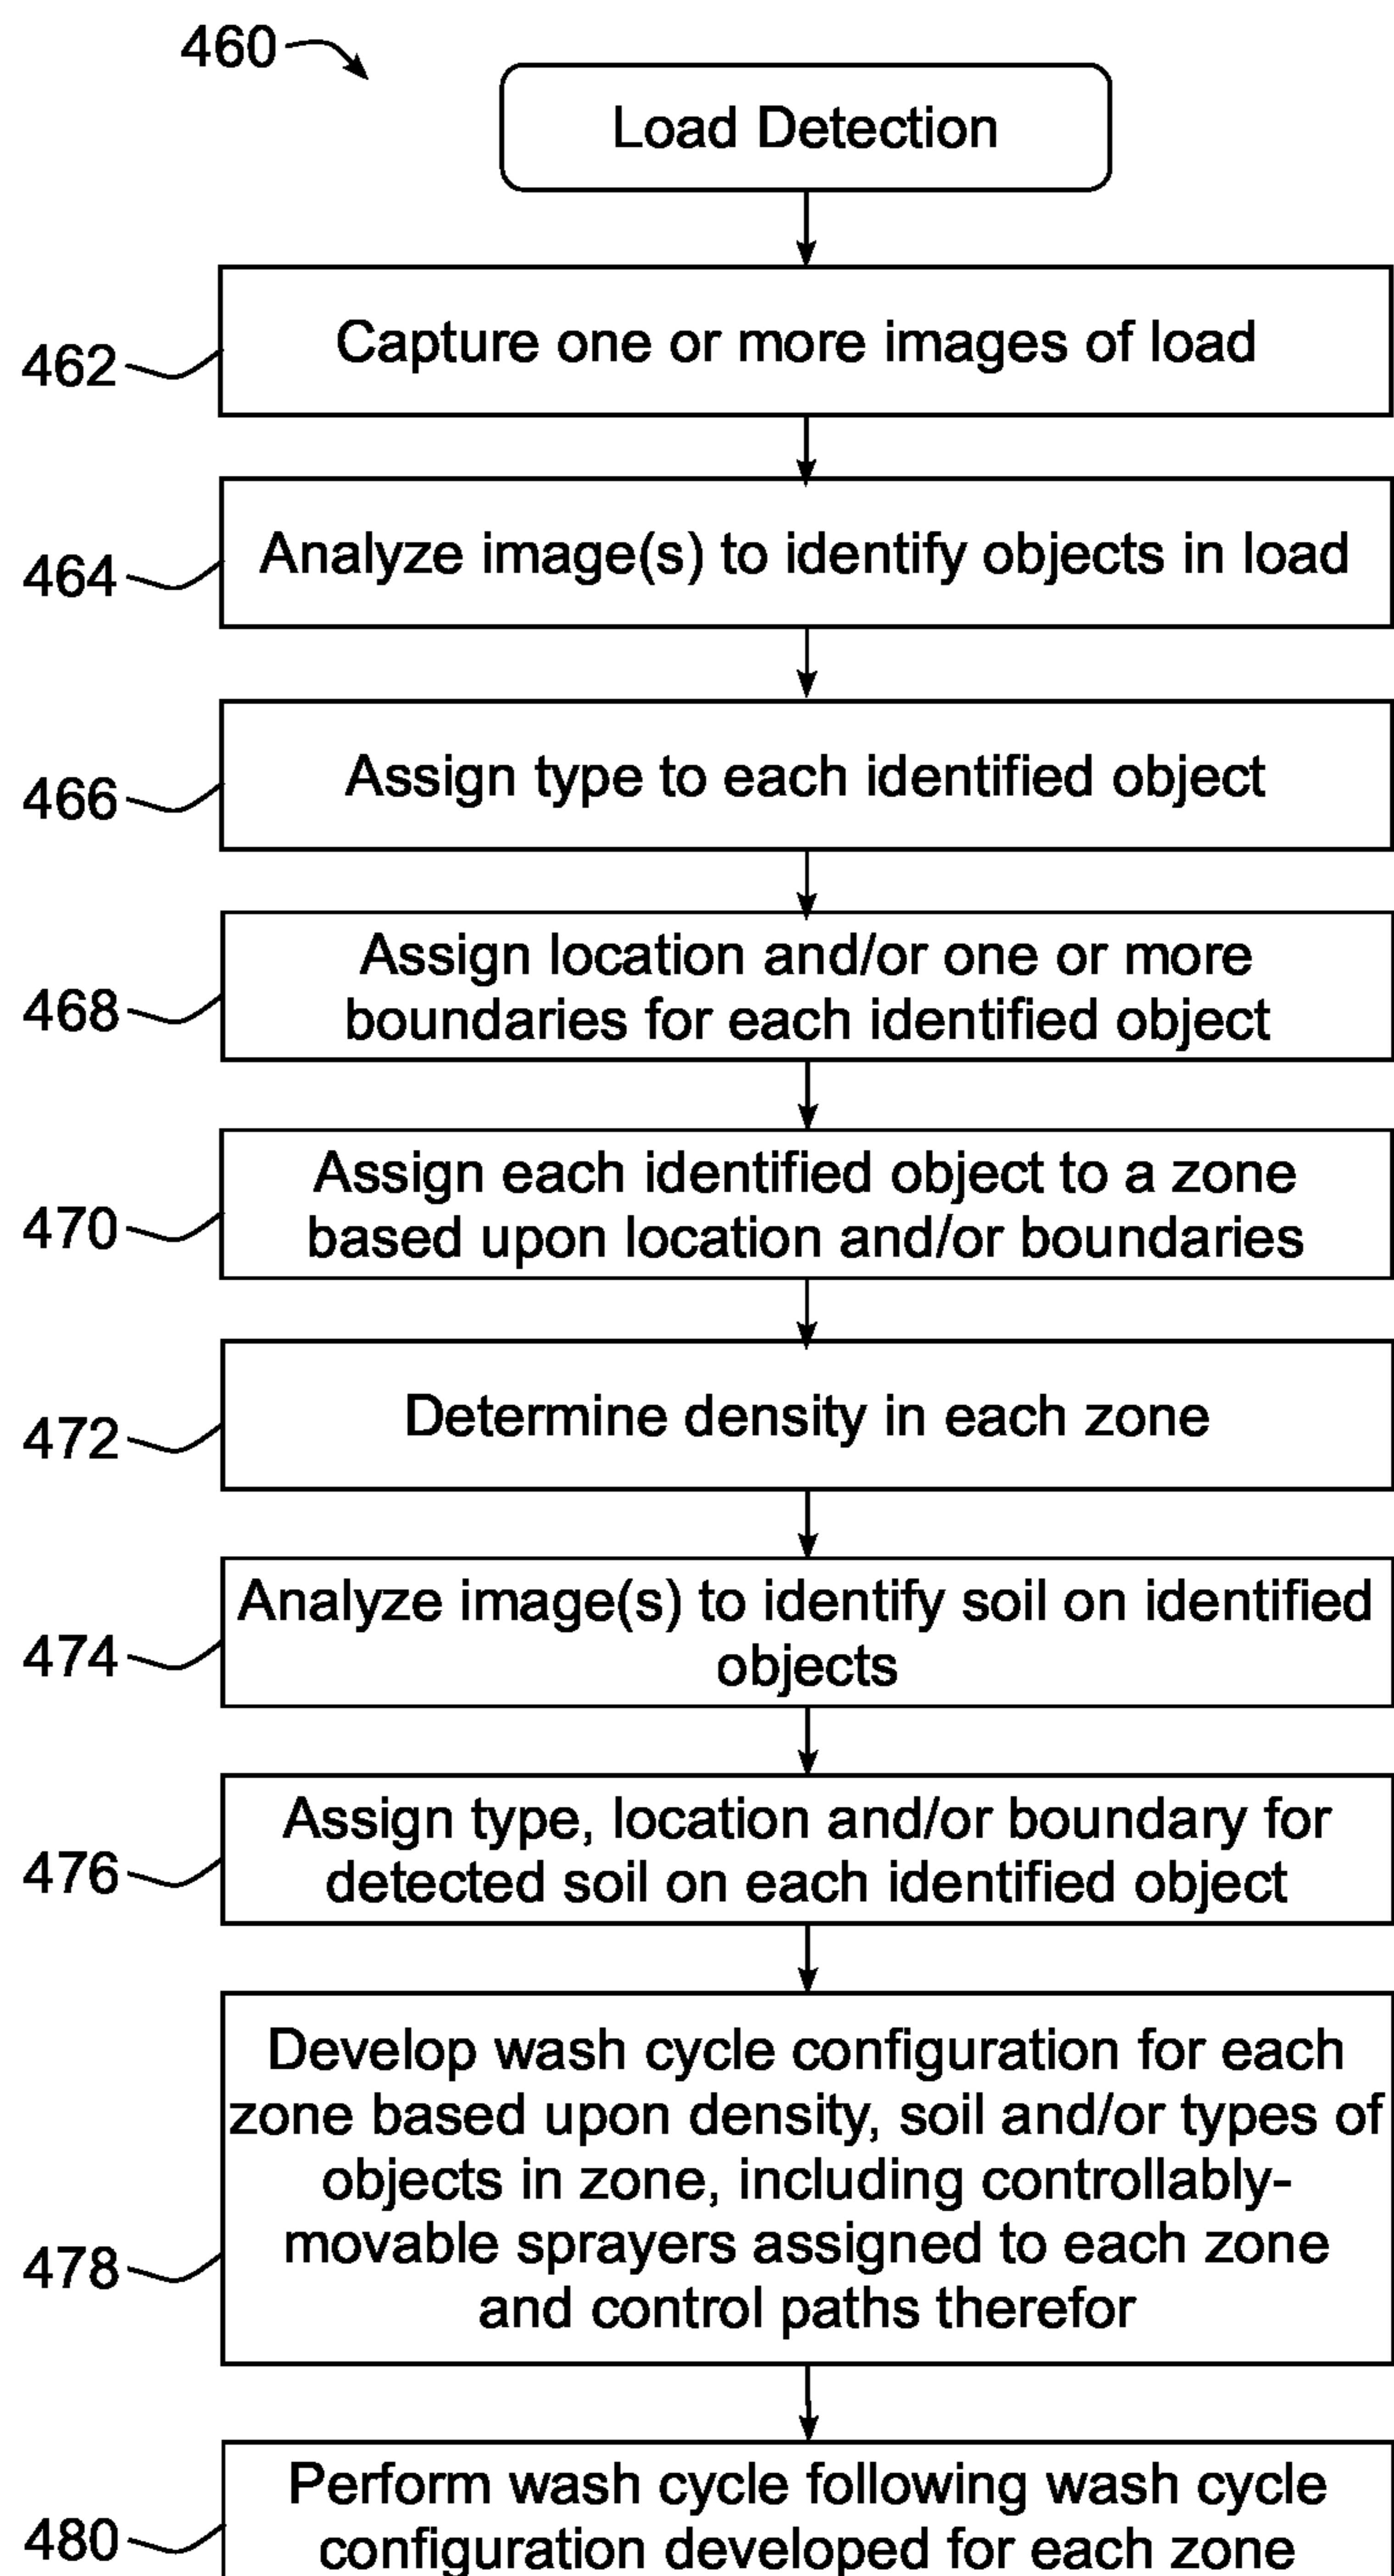 460
Load Detection
462
Capture one or more images of load
464
Analyze image(s) to identify objects in load
466
Assign type to each identified object
468
Assign location and/or one or more
boundaries for each identified object
470
Assign each identified object to a zone
based upon location and/or boundaries
472
Determine density in each zone
474
Analyze image(s) to identify soil on identified
objects
476
Assign type, location and/or boundary for
detected soil on each identified object
478
Develop wash cycle configuration for each
zone based upon density, soil and/or types of
objects in zone, including controllably-
movable sprayers assigned to each zone
and control paths therefor
480
Perform wash cycle following wash cycle
configuration developed for each zone